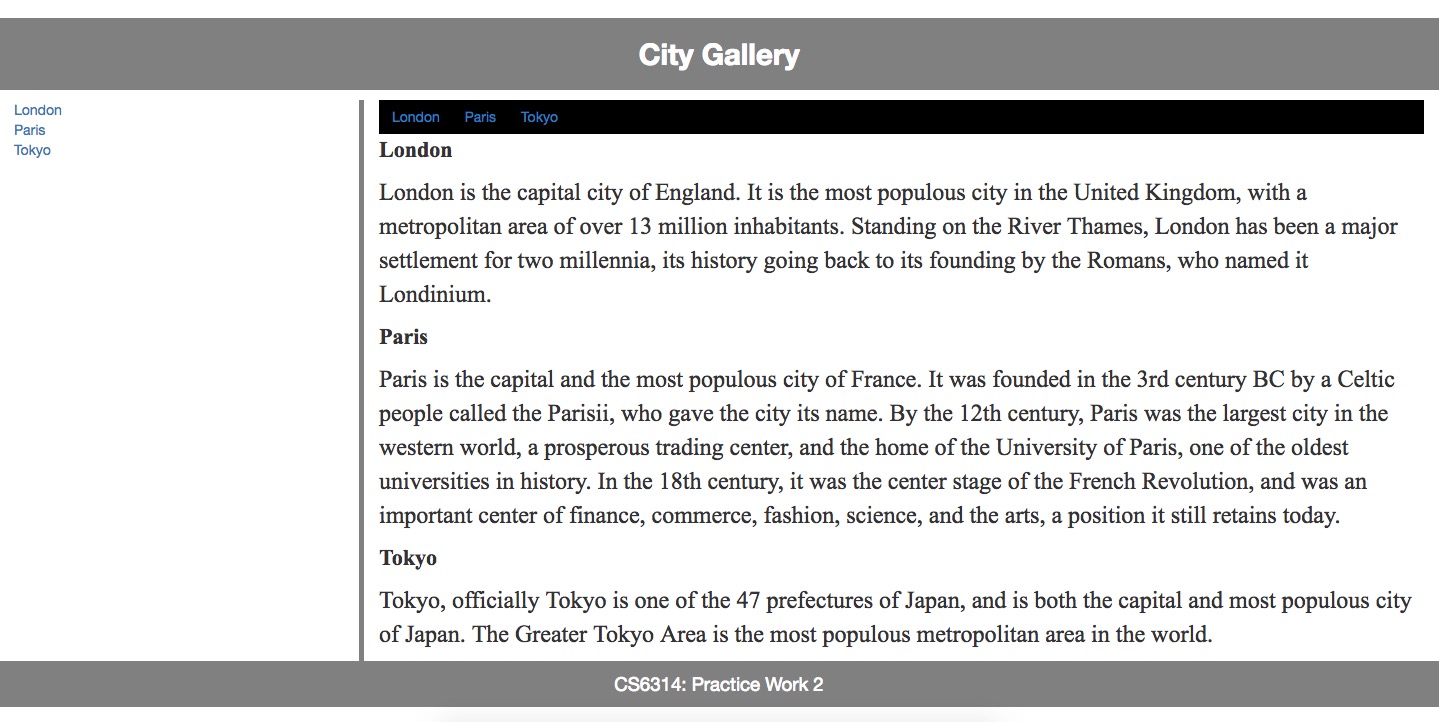 City Gallery
London
Paris
Tokyo
London Paris Tokyo
London
London is the capital city of England. It is the most populous city in the United Kingdom, with a
metropolitan area of over 13 million inhabitants. Standing on the River Thames, London has been a major
settlement for two millennia, its history going back to its founding by the Romans, who named it
Londinium.
Paris
Paris is the capital and the most populous city of France. It was founded in the 3rd century BC by a Celtic
people called the Parisii, who gave the city its name. By the 12th century, Paris was the largest city in the
western world, a prosperous trading center, and the home of the University of Paris, one of the oldest
universities in history. In the 18th century, it was the center stage of the French Revolution, and was an
important center of finance, commerce, fashion, science, and the arts, a position it still retains today.
Tokyo
Tokyo, officially Tokyo is one of the 47 prefectures of Japan, and is both the capital and most populous city
of Japan. The Greater Tokyo Area is the most populous metropolitan area in the world.
CS6314: Practice Work 2